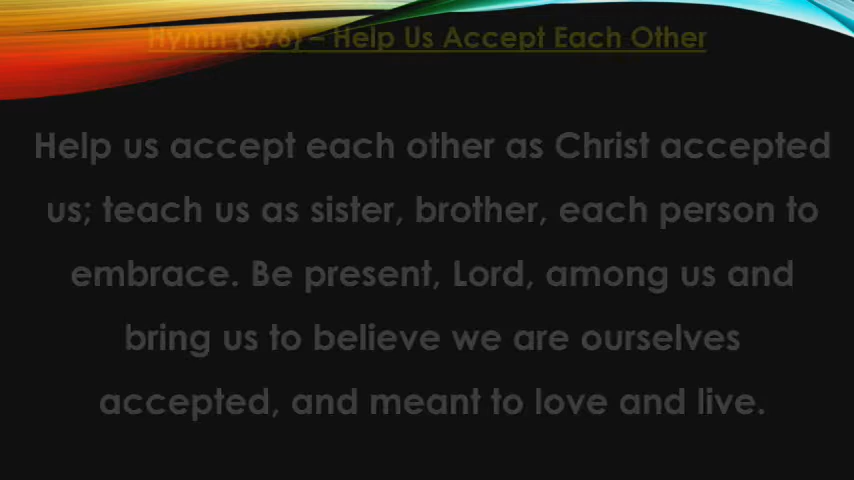 Hymn {596} – Help Us Accept Each Other
Help us accept each other as Christ accepted
us; teach us as sister, brother, each person to
embrace. Be present, Lord, among us and
bring us to believe we are ourselves
accepted, and meant to love and live.